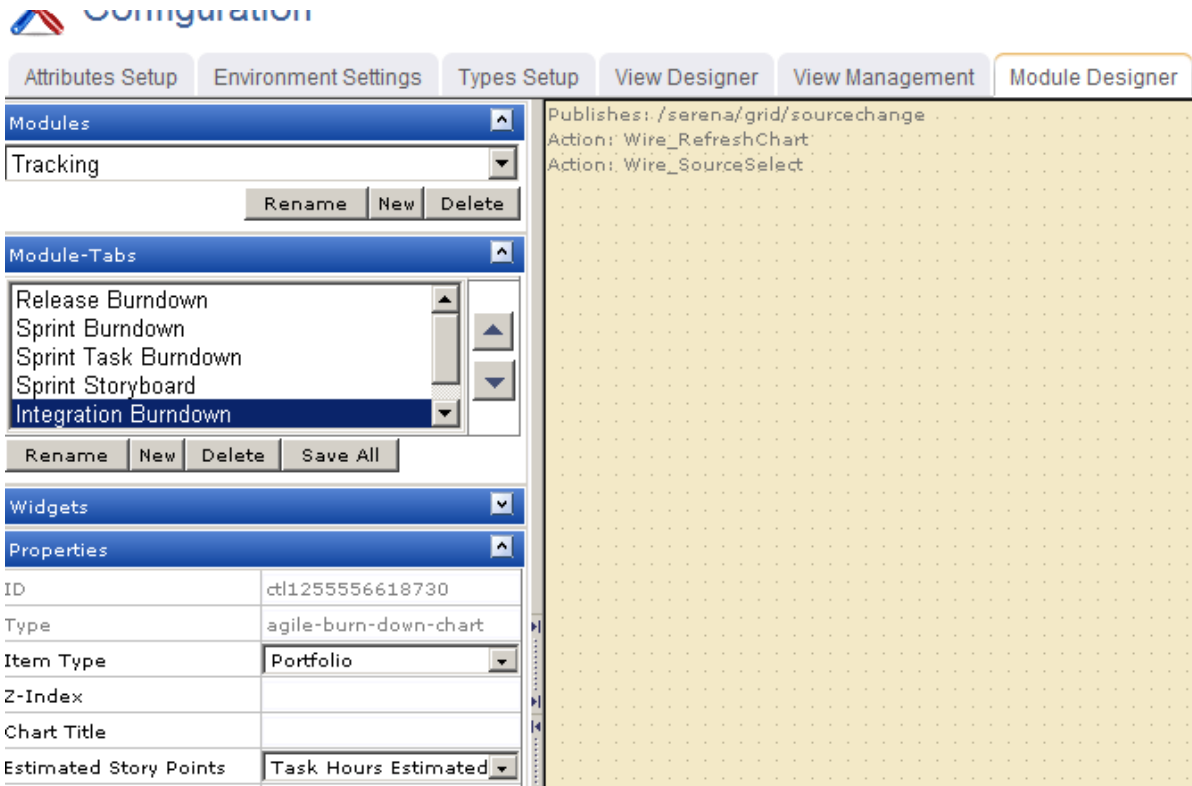 Configuration
Attributes Setup Environment Settings Types Setup View Designer View Management Module Designer
Modules
Tracking
Rename New Delete
Module-Tabs
Release Burndown
Sprint Burndown
Sprint Task Burndown
Sprint Storyboard
Integration Burndown
Rename New Delete Save All
Widgets
Properties
ID ctl1255556618730
Type agile-burn-down-chart
Item Type Portfolio
Z-Index
Chart Title
Estimated Story Points Task Hours Estimated
Publishes: /serena/grid/sourcechange
Action: Wire_RefreshChart
Action: Wire_SourceSelect